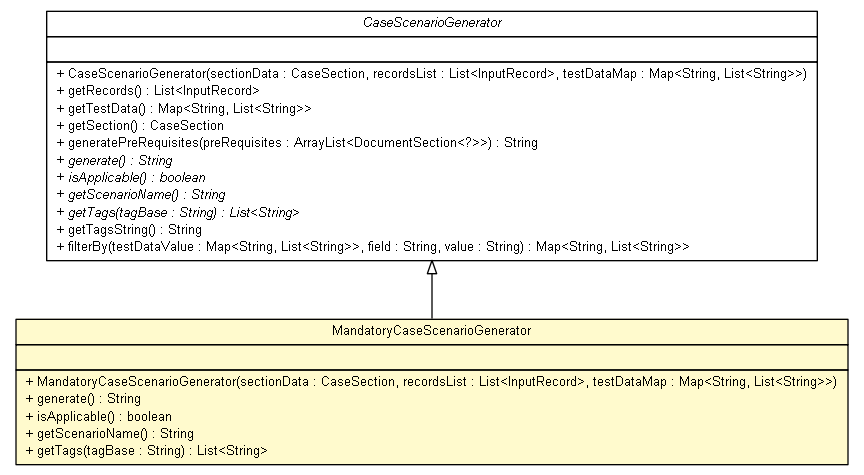 CaseScenarioGenerator
+ CaseScenarioGenerator(sectionData : CaseSection, recordsList : List<InputRecord>, testDataMap : Map<String, List<String>>)
+ getRecords() : List<InputRecord>
+ getTestData() : Map<String, List<String>>
+ getSection() : CaseSection
+ generatePreRequisites(preRequisites : ArrayList<DocumentSection<?>>) : String
+ generate() : String
+ isApplicable() : boolean
+ getScenarioName() : String
+ getTags(tagBase : String) : List<String>
+ getTagsString() : String
+ filterBy(testDataValue : Map<String, List<String>>, field : String, value : String) : Map<String, List<String>>
MandatoryCaseScenarioGenerator
+ MandatoryCaseScenarioGenerator(sectionData : CaseSection, recordsList : List<InputRecord>, testDataMap : Map<String, List<String>>)
+ generate() : String
+ isApplicable() : boolean
+ getScenarioName() : String
+ getTags(tagBase : String) : List<String>